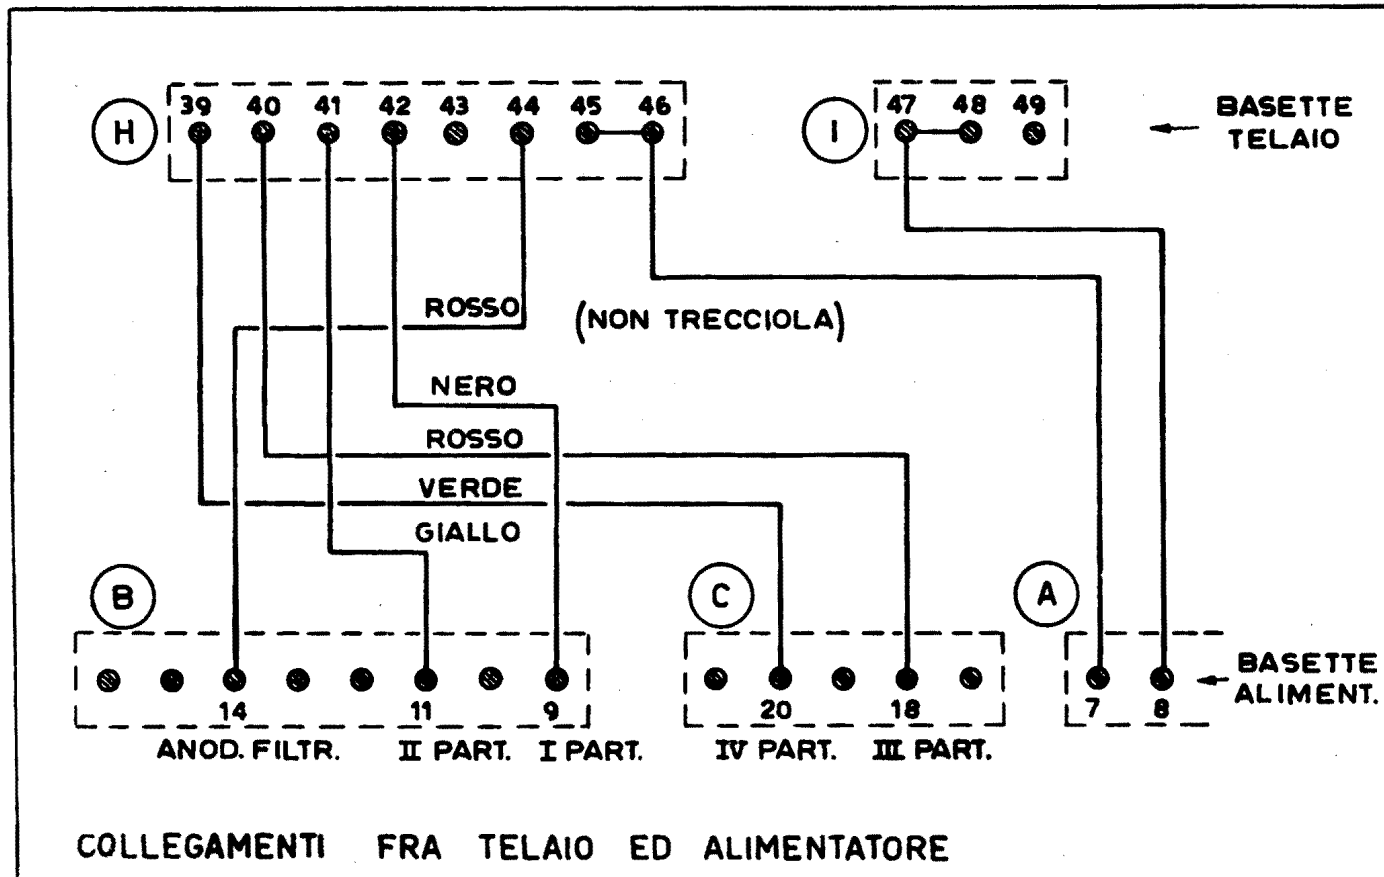 39 40 41 42 43 44 45 46
H
47 48 49
I
BASETTE
TELAIO
ROSSO
(NON TRECCIOLA)
NERO
ROSSO
VERDE
GIALLO
B
C
A
BASETTE
ALIMENT.
14 11 9
20 18
7 8
ANOD. FILTR. II PART. I PART.
IV PART. III PART.
COLLEGAMENTI FRA TELAIO ED ALIMENTATORE